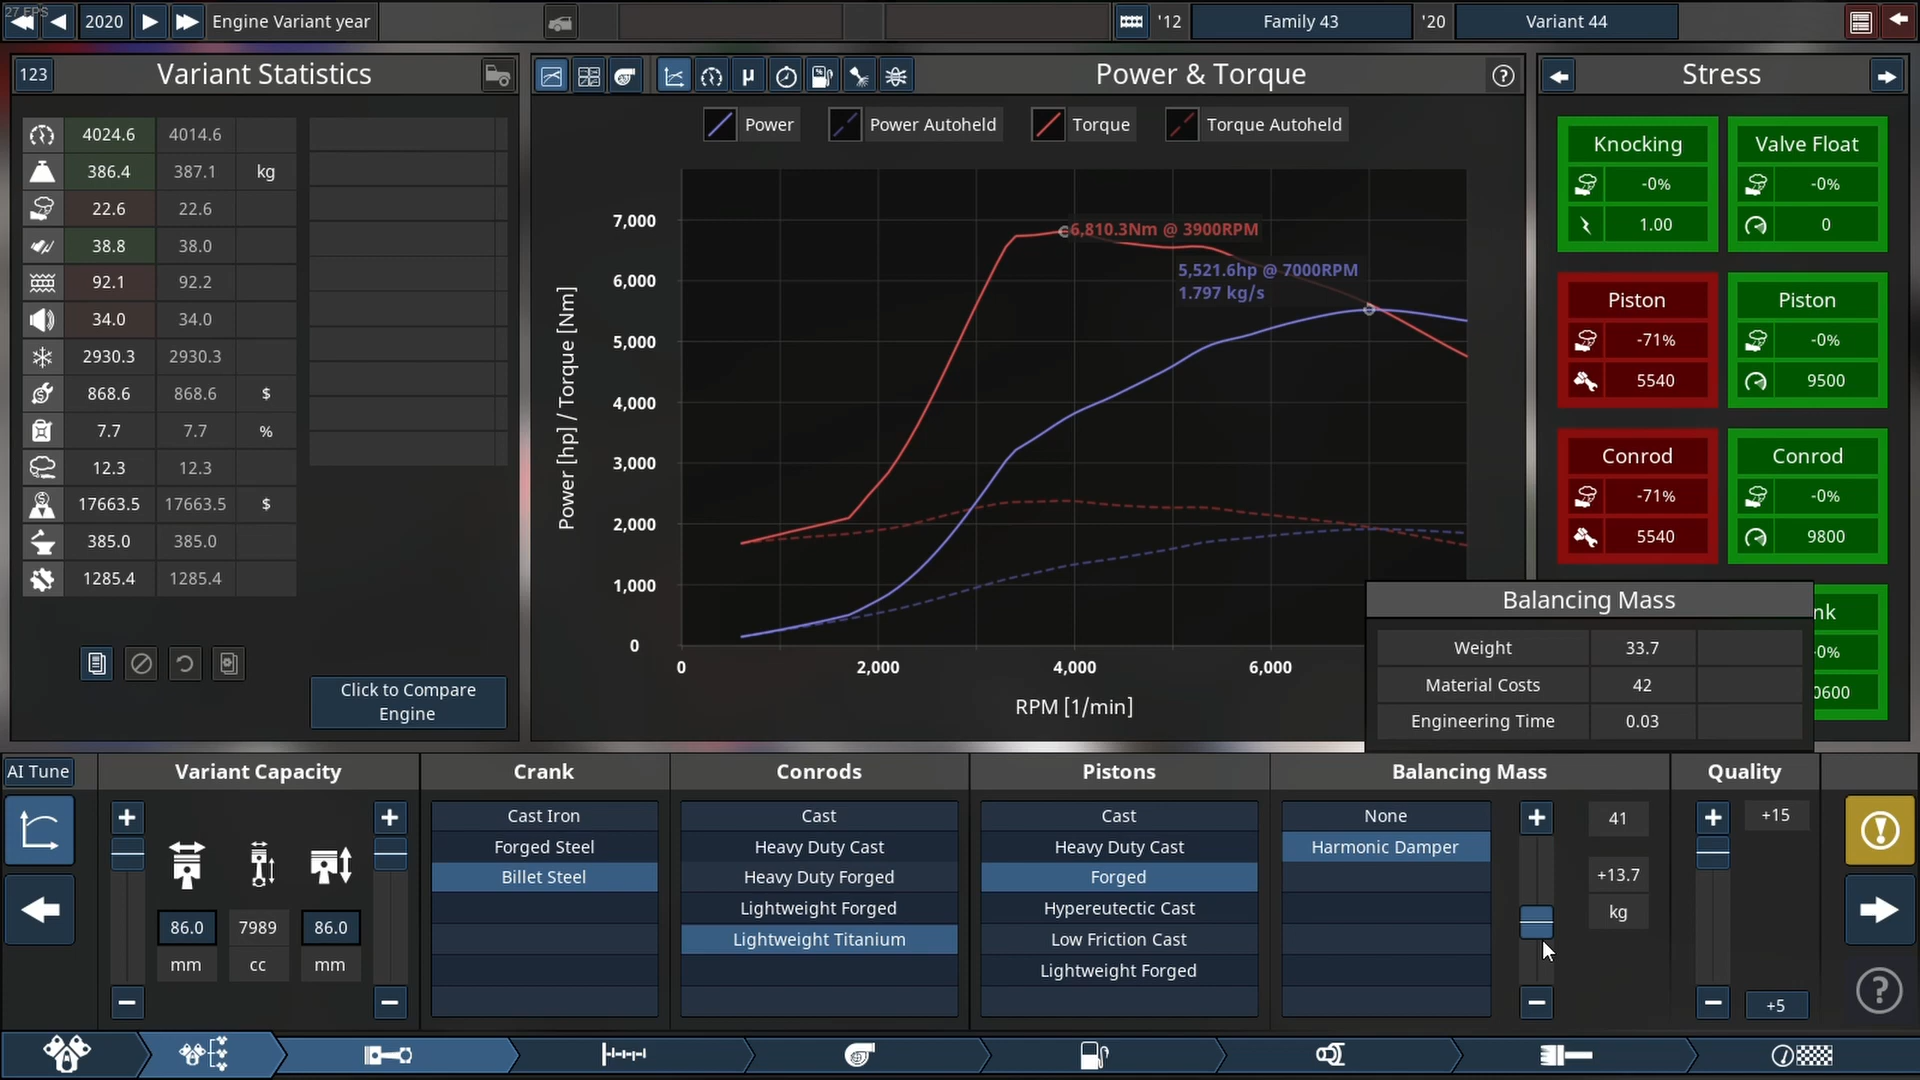 27 FPS
2020
Engine Variant year
'12
Family 43
'20
Variant 44
123
Variant Statistics
4024.6
4014.6
386.4
387.1
kg
22.6
22.6
38.8
38.0
92.1
92.2
34.0
34.0
2930.3
2930.3
868.6
868.6
$
7.7
7.7
%
12.3
12.3
17663.5
17663.5
$
385.0
385.0
1285.4
1285.4
Click to Compare
Engine
Power & Torque
Power
Power Autoheld
Torque
Torque Autoheld
Power [hp] / Torque [Nm]
7,000
6,000
5,000
4,000
3,000
2,000
1,000
0
6,810.3Nm @ 3900RPM
5,521.6hp @ 7000RPM
1.797 kg/s
0
2,000
4,000
6,000
RPM [1/min]
Stress
Knocking
-0%
1.00
Valve Float
-0%
0
Piston
-71%
5540
Piston
-0%
9500
Conrod
-71%
5540
Conrod
-0%
9800
nk
-0%
0600
Balancing Mass
Weight
33.7
Material Costs
42
Engineering Time
0.03
AI Tune
Variant Capacity
86.0
7989
86.0
mm
cc
mm
Crank
Cast Iron
Forged Steel
Billet Steel
Conrods
Cast
Heavy Duty Cast
Heavy Duty Forged
Lightweight Forged
Lightweight Titanium
Pistons
Cast
Heavy Duty Cast
Forged
Hypereutectic Cast
Low Friction Cast
Lightweight Forged
Balancing Mass
None
Harmonic Damper
41
+13.7
kg
Quality
+15
+5